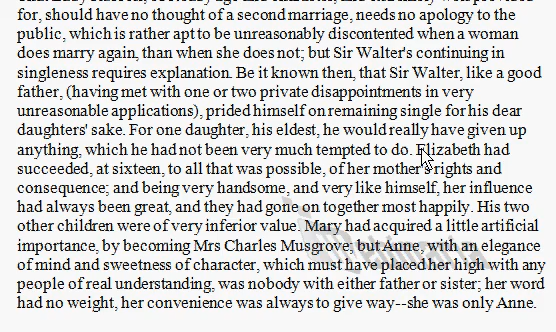 for, should have no thought of a second marriage, needs no apology to the
public, which is rather apt to be unreasonably discontented when a woman
does marry again, than when she does not; but Sir Walter's continuing in
singleness requires explanation. Be it known then, that Sir Walter, like a good
father, (having met with one or two private disappointments in very
unreasonable applications), prided himself on remaining single for his dear
daughters' sake. For one daughter, his eldest, he would really have given up
anything, which he had not been very much tempted to do. Elizabeth had
succeeded, at sixteen, to all that was possible, of her mother's rights and
consequence; and being very handsome, and very like himself, her influence
had always been great, and they had gone on together most happily. His two
other children were of very inferior value. Mary had acquired a little artificial
importance, by becoming Mrs Charles Musgrove; but Anne, with an elegance
of mind and sweetness of character, which must have placed her high with any
people of real understanding, was nobody with either father or sister; her word
had no weight, her convenience was always to give way--she was only Anne.